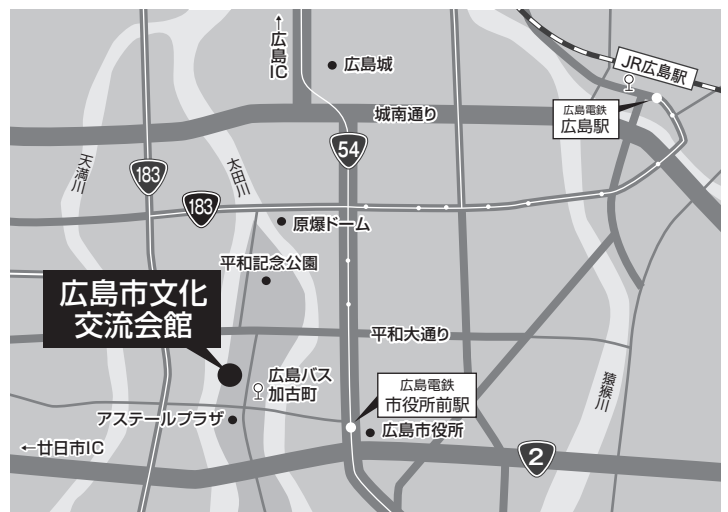 ↑広島IC
広島城
JR広島駅
広島電鉄
広島駅
城南通り
54
天満川
183
太田川
183
原爆ドーム
平和記念公園
広島市文化
交流会館
平和大通り
広島バス
加古町
広島電鉄
市役所前駅
猿猴川
アステールプラザ
広島市役所
←廿日市IC
2